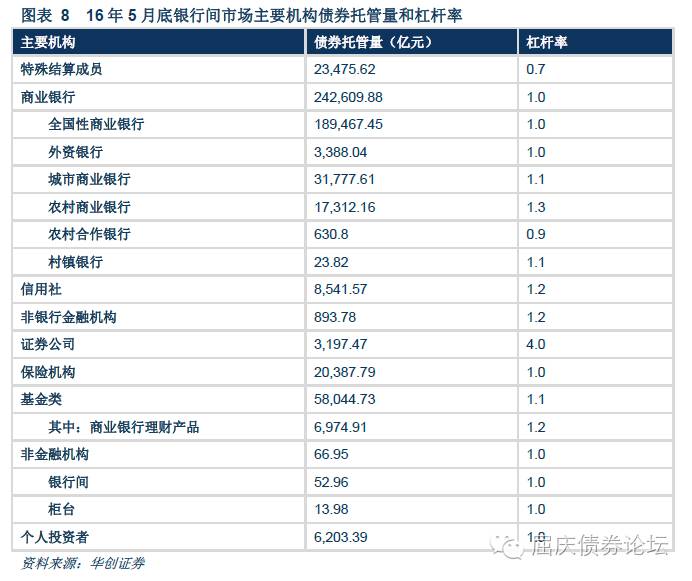 图表 8 16 年 5 月底银行间市场主要机构债券托管量和杠杆率
主要机构 债券托管量（亿元） 杠杆率
特殊结算成员 23,475.62 0.7
商业银行 242,609.88 1.0
全国性商业银行 189,467.45 1.0
外资银行 3,388.04 1.0
城市商业银行 31,777.61 1.1
农村商业银行 17,312.16 1.3
农村合作银行 630.8 0.9
村镇银行 23.82 1.1
信用社 8,541.57 1.2
非银行金融机构 893.78 1.2
证券公司 3,197.47 4.0
保险机构 20,387.79 1.0
基金类 58,044.73 1.1
其中：商业银行理财产品 6,974.91 1.2
非金融机构 66.95 1.0
银行间 52.96 1.0
柜台 13.98 1.0
个人投资者 6,203.39 1.0
屈庆债券论坛
资料来源：华创证券